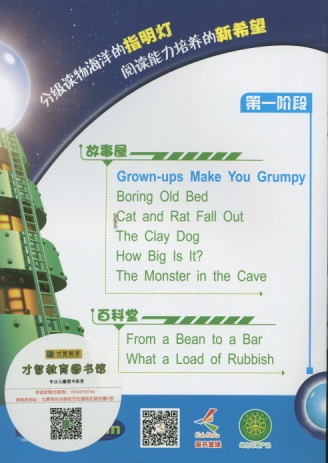 分级读物海洋的指明灯
阅读能力培养的新希望
第一阶段
故事屋
Grown-ups Make You Grumpy
Boring Old Bed
Cat and Rat Fall Out
The Clay Dog
How Big Is It?
The Monster in the Cave
百科堂
From a Bean to a Bar
What a Load of Rubbish
才智教育图书馆